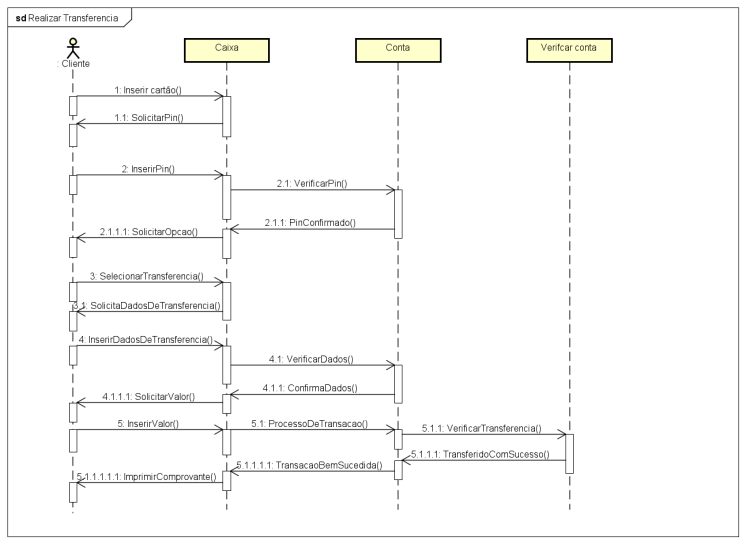 sd Realizar Transferencia
: Cliente
Caixa
Conta
Verifcar conta
1: Inserir cartão()
1.1: SolicitarPin()
2: InserirPin()
2.1: VerificarPin()
2.1.1: PinConfirmado()
2.1.1.1: SolicitarOpcao()
3: SelecionarTransferencia()
3.1: SolicitaDadosDeTransferencia()
4: InserirDadosDeTransferencia()
4.1: VerificarDados()
4.1.1: ConfirmaDados()
4.1.1.1: SolicitarValor()
5: InserirValor()
5.1: ProcessoDeTransacao()
5.1.1: VerificarTransferencia()
5.1.1.1: TransferidoComSucesso()
5.1.1.1.1: TransacaoBemSucedida()
5.1.1.1.1.1: ImprimirComprovante()